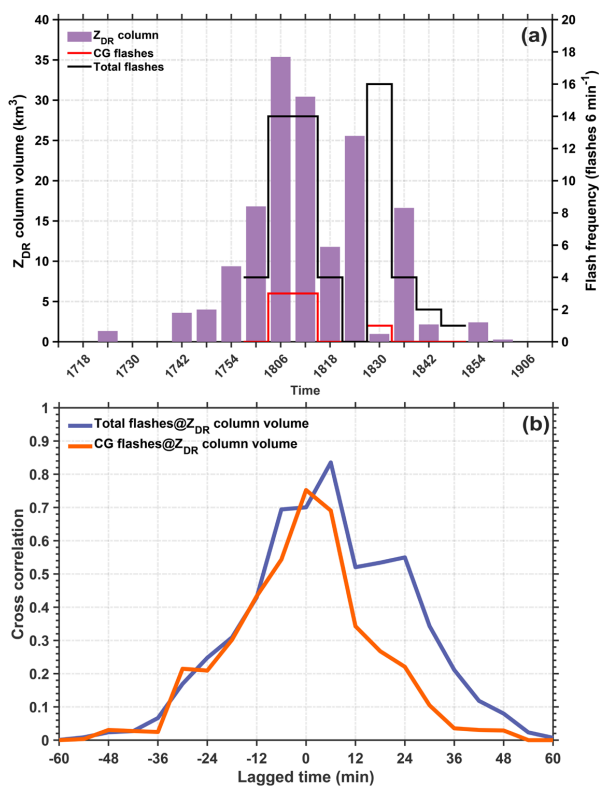 40
35
30
25
20
15
10
5
0
Z_DR column volume (km³)
Z_DR column
CG flashes
Total flashes
(a)
20
18
16
14
12
10
8
6
4
2
0
Flash frequency (flashes 6 min⁻¹)
1718 1730 1742 1754 1806 1818 1830 1842 1854 1906
Time
1
0.9
0.8
0.7
0.6
0.5
0.4
0.3
0.2
0.1
0
Cross correlation
Total flashes@Z_DR column volume
CG flashes@Z_DR column volume
(b)
-60 -48 -36 -24 -12 0 12 24 36 48 60
Lagged time (min)